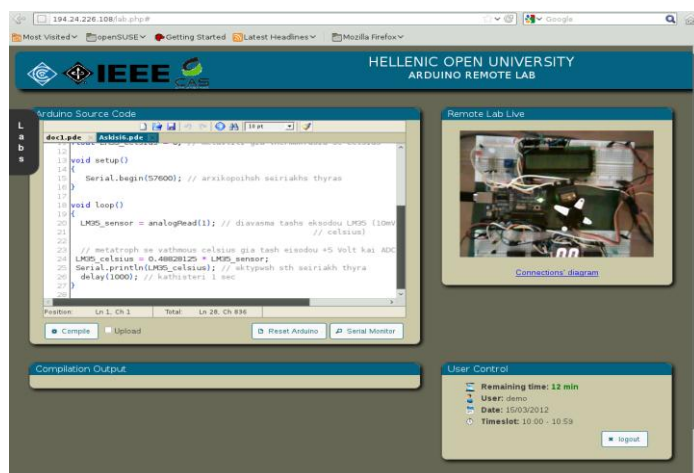 194.24.226.108/lab.php#
Google
Most Visited openSUSE Getting Started Latest Headlines Mozilla Firefox
IEEE CAS
HELLENIC OPEN UNIVERSITY
ARDUINO REMOTE LAB
Labs
Arduino Source Code
10 pt
doc1.pde Askisi6.pde
12
13 void setup()
14 {
15 Serial.begin(57600); // arxikopoihsh seiriakhs thyras
16 }
17
18 void loop()
19 {
20 LM35_sensor = analogRead(1); // diavasma tashs eksodou LM35 (10mV
21 // celsius)
22
23 // metatroph se vathmous celsius gia tash eisodou +5 Volt kai ADC
24 LM35_celsius = 0.48828125 * LM35_sensor;
25 Serial.println(LM35_celsius); // ektypwsh sth seiriakh thyra
26 delay(1000); // kathisteri 1 sec
27 }
28
Position: Ln 1, Ch 1 Total: Ln 28, Ch 836
Compile Upload Reset Arduino Serial Monitor
Remote Lab Live
Connections' diagram
Compilation Output
User Control
Remaining time: 12 min
User: demo
Date: 15/03/2012
Timeslot: 10:00 - 10:59
logout